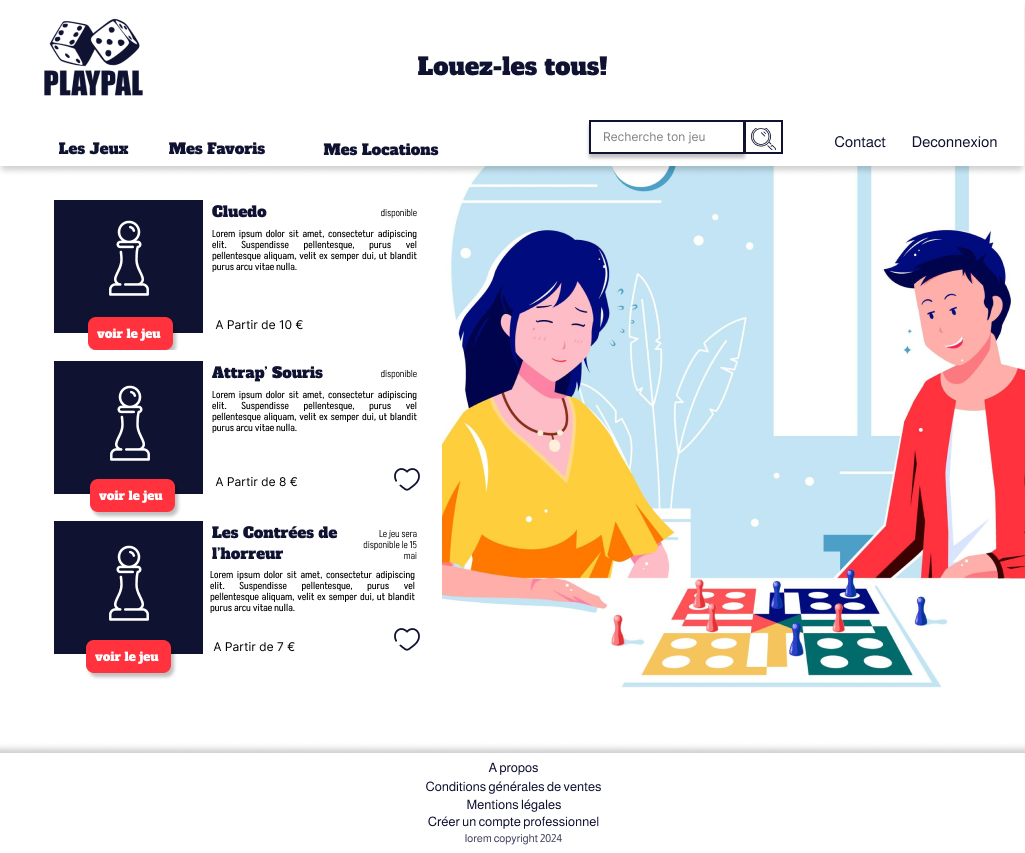 PLAYPAL
Louez-les tous!
Les Jeux
Mes Favoris
Mes Locations
Recherche ton jeu
Contact
Deconnexion
Cluedo
disponible
Lorem ipsum dolor sit amet, consectetur adipiscing
elit. Suspendisse pellentesque, purus vel
pellentesque aliquam, velit ex semper dui, ut blandit
purus arcu vitae nulla.
voir le jeu
A Partir de 10 €
Attrap' Souris
disponible
Lorem ipsum dolor sit amet, consectetur adipiscing
elit. Suspendisse pellentesque, purus vel
pellentesque aliquam, velit ex semper dui, ut blandit
purus arcu vitae nulla.
voir le jeu
A Partir de 8 €
Les Contrées de
l'horreur
Le jeu sera
disponible le 15
mai
Lorem ipsum dolor sit amet, consectetur adipiscing
elit. Suspendisse pellentesque, purus vel
pellentesque aliquam, velit ex semper dui, ut blandit
purus arcu vitae nulla.
voir le jeu
A Partir de 7 €
A propos
Conditions générales de ventes
Mentions légales
Créer un compte professionnel
lorem copyright 2024